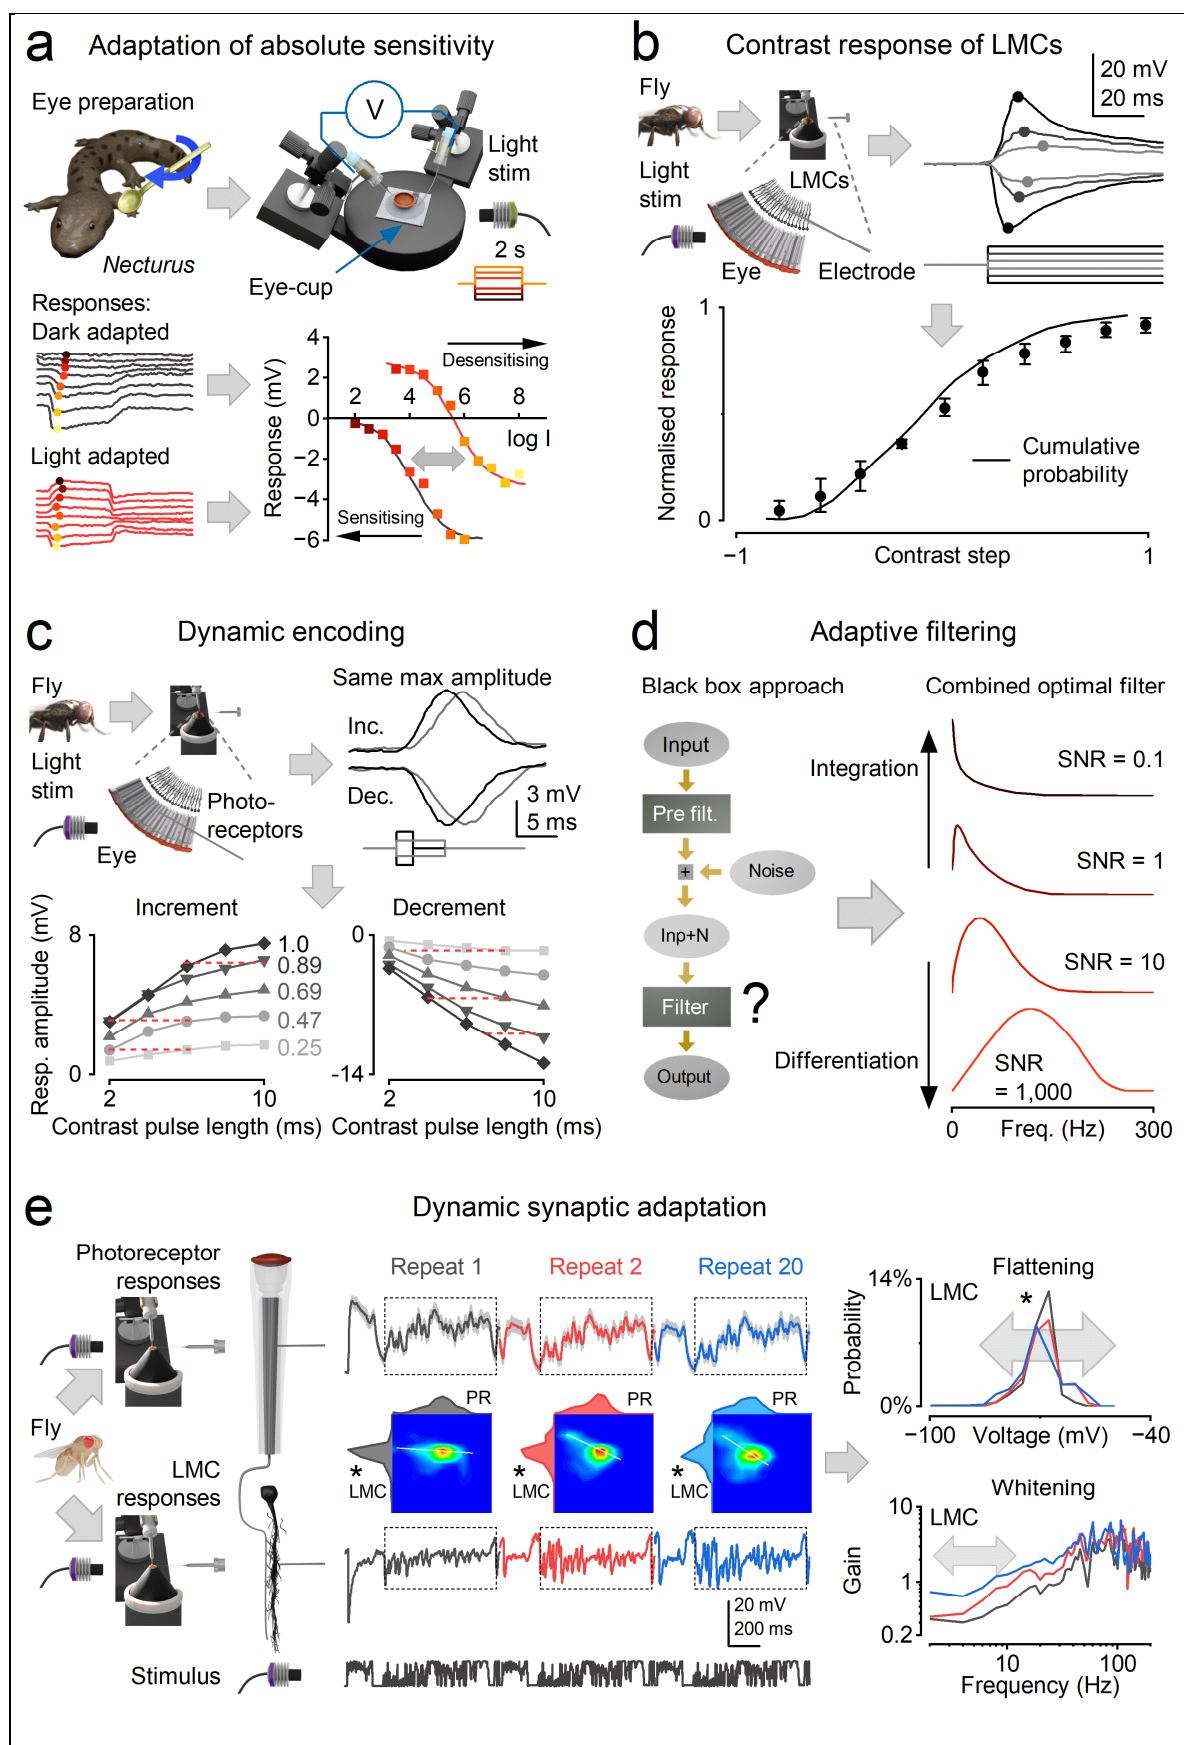 a
Adaptation of absolute sensitivity
Eye preparation
V
Light
stim
Necturus
2 s
Eye-cup
Responses:
Dark adapted
Light adapted
Response (mV)
4
2
0
−2
−4
−6
2
4
6
8
Desensitising
log I
Sensitising
b
Contrast response of LMCs
Fly
20 mV
20 ms
Light
stim
LMCs
Eye
Electrode
Normalised response
1
0
Cumulative
probability
−1
Contrast step
1
c
Dynamic encoding
Fly
Same max amplitude
Inc.
Light
stim
Photo-
receptors
Dec.
3 mV
5 ms
Eye
Increment
Decrement
Resp. amplitude (mV)
8
0
1.0
0.89
0.69
0.47
0.25
0
-14
2
10
2
10
Contrast pulse length (ms)
Contrast pulse length (ms)
d
Adaptive filtering
Black box approach
Combined optimal filter
Input
Pre filt.
+
Noise
Inp+N
Filter
?
Output
Integration
SNR = 0.1
SNR = 1
SNR = 10
Differentiation
SNR
= 1,000
0
Freq. (Hz)
300
e
Dynamic synaptic adaptation
Photoreceptor
responses
Fly
LMC
responses
Stimulus
Repeat 1
Repeat 2
Repeat 20
PR
PR
PR
*
LMC
*
LMC
*
LMC
20 mV
200 ms
Flattening
14%
LMC
*
Probability
0%
−100
Voltage (mV)
−40
Whitening
10
LMC
Gain
1
0.2
10
100
Frequency (Hz)